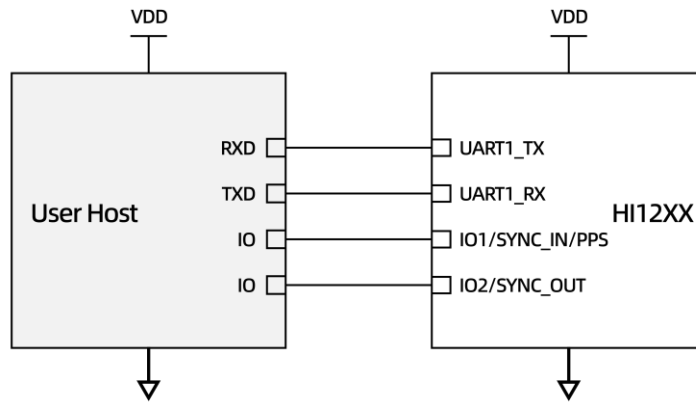 VDD
VDD
RXD
UART1_TX
TXD
UART1_RX
User Host
HI12XX
IO
IO1/SYNC_IN/PPS
IO
IO2/SYNC_OUT